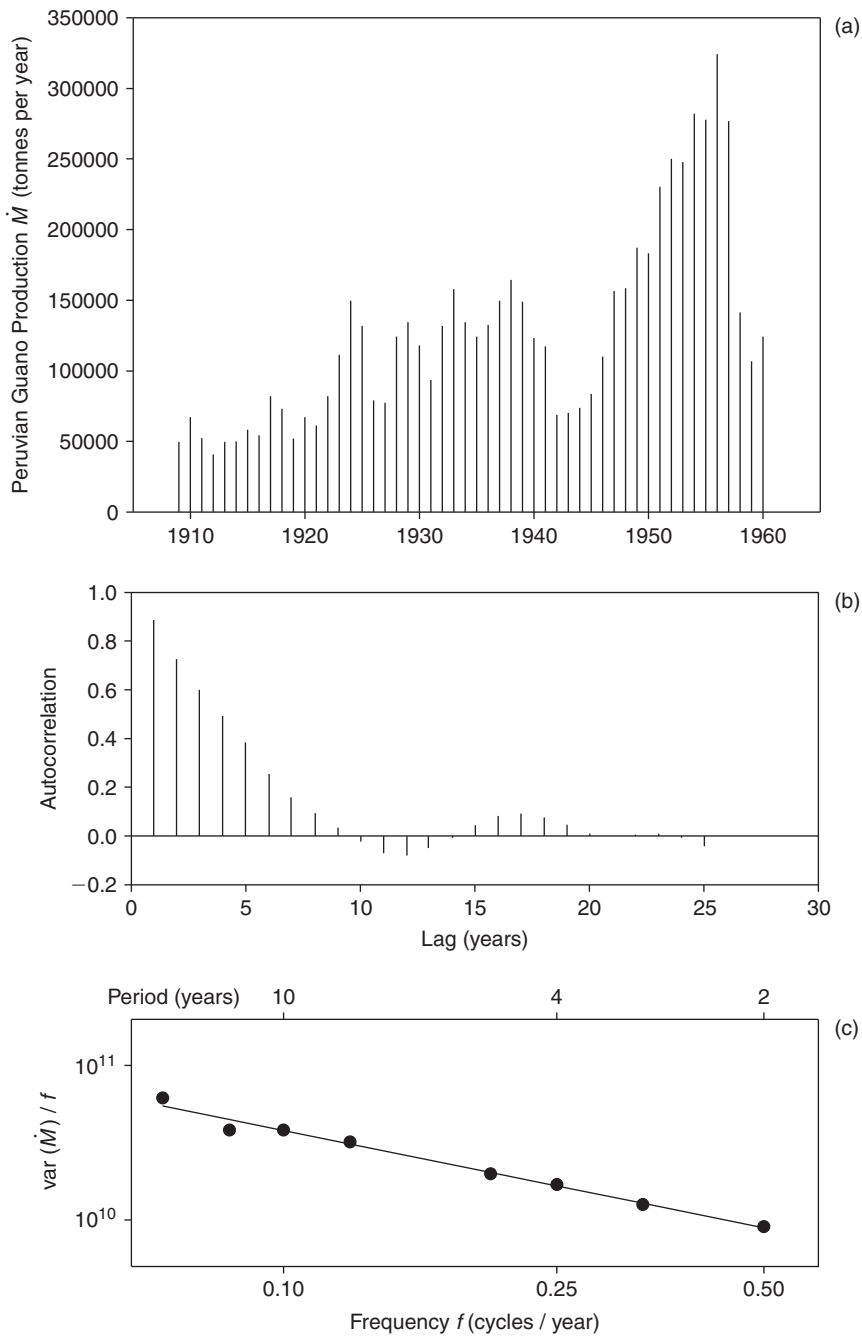 (a)
Peruvian Guano Production Ṁ (tonnes per year)
350000
300000
250000
200000
150000
100000
50000
0
1910 1920 1930 1940 1950 1960
(b)
Autocorrelation
1.0
0.8
0.6
0.4
0.2
0.0
−0.2
0 5 10 15 20 25 30
Lag (years)
Period (years) 10 4 2
(c)
var (Ṁ) / f
10¹¹
10¹⁰
0.10 0.25 0.50
Frequency f (cycles / year)